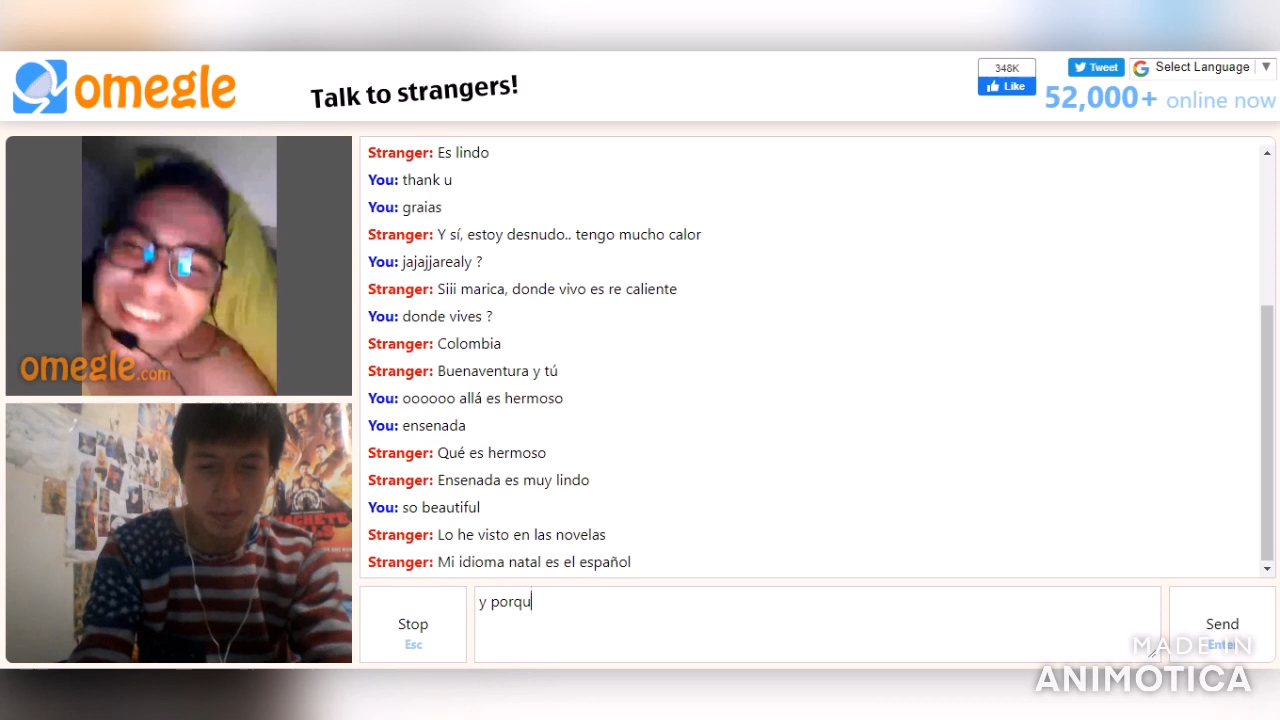 omegle
Talk to strangers!
348K
Like
Tweet
Select Language
52,000+ online now
Stranger: Es lindo
You: thank u
You: graias
Stranger: Y sí, estoy desnudo.. tengo mucho calor
You: jajajjarealy ?
Stranger: Siii marica, donde vivo es re caliente
You: donde vives ?
Stranger: Colombia
Stranger: Buenaventura y tú
You: oooooo allá es hermoso
You: ensenada
Stranger: Qué es hermoso
Stranger: Ensenada es muy lindo
You: so beautiful
Stranger: Lo he visto en las novelas
Stranger: Mi idioma natal es el español
omegle.com
Stop
Esc
y porqu
Send
Enter
MADE IN
ANIMOTICA